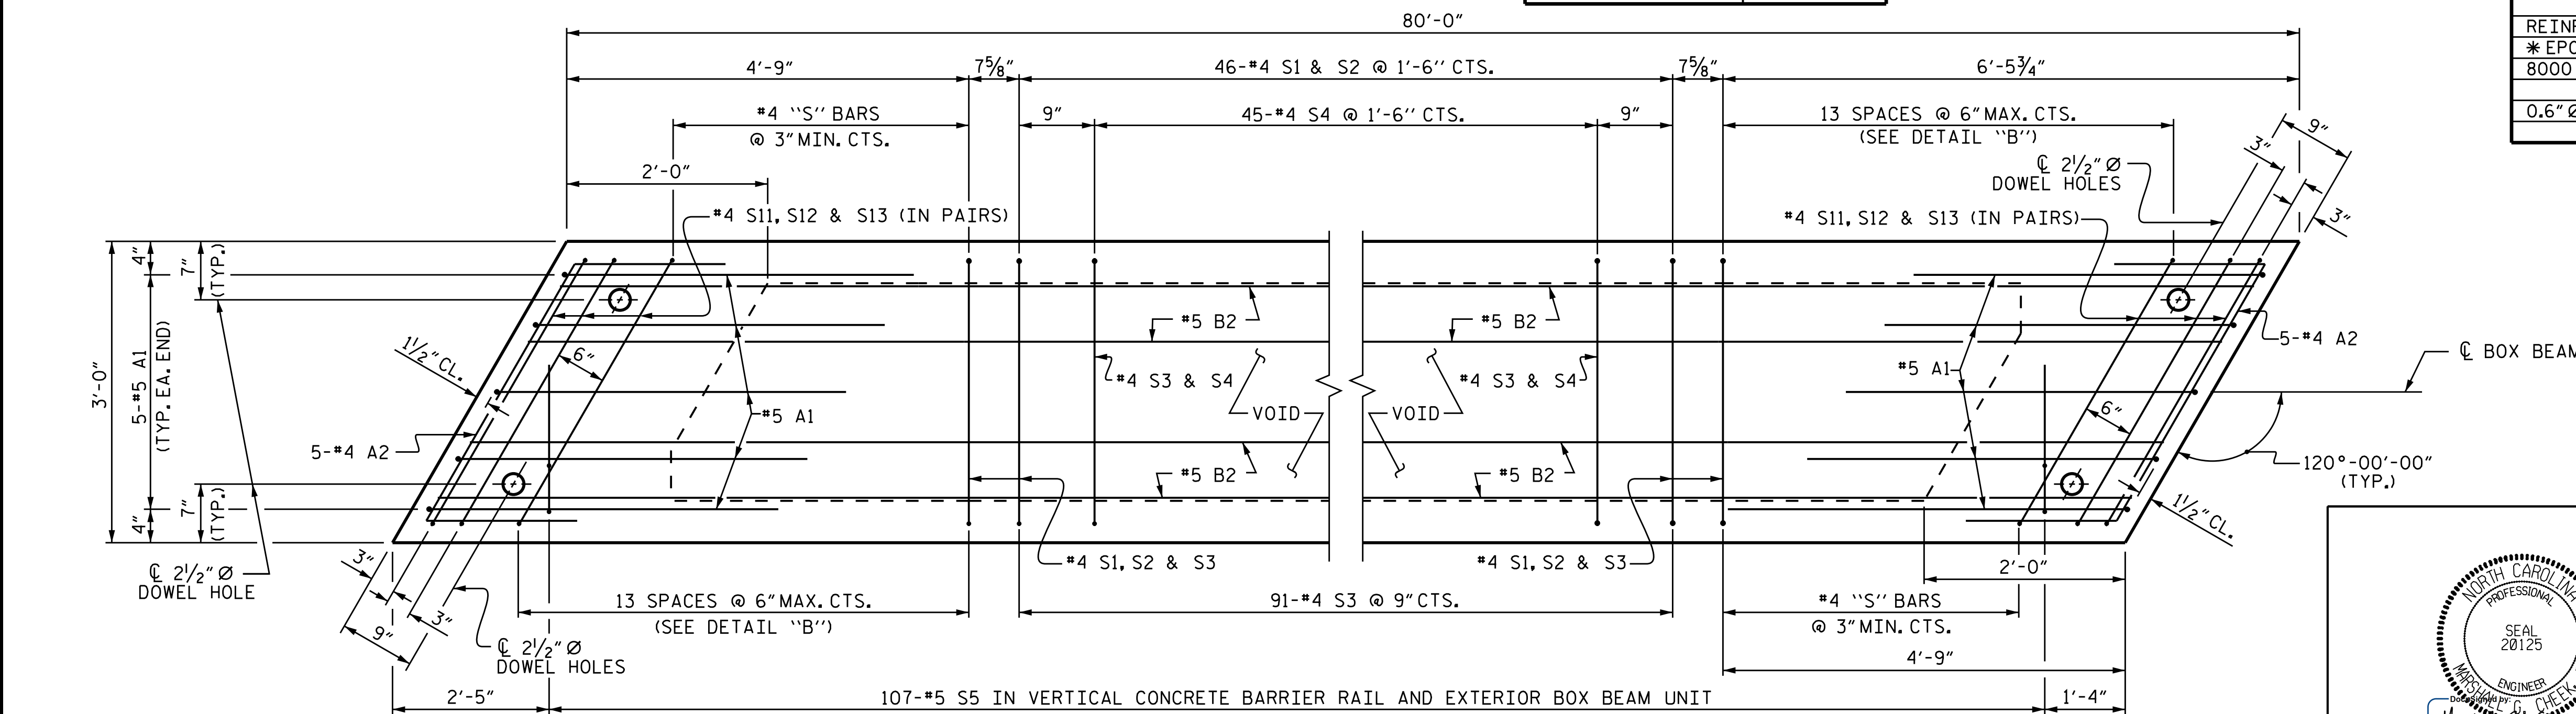 80'-0"
REINF
* EPO
8000
0.6" Ø
4'-9"
7⅝"
46-#4 S1 & S2 @ 1'-6" CTS.
7⅝"
6'-5¾"
#4 "S" BARS
@ 3" MIN. CTS.
9"
45-#4 S4 @ 1'-6" CTS.
9"
13 SPACES @ 6" MAX. CTS.
(SEE DETAIL "B")
3"
9"
3"
2'-0"
℄ 2½" Ø
DOWEL HOLES
#4 S11, S12 & S13 (IN PAIRS)
#4 S11, S12 & S13 (IN PAIRS)
4"
7"
(TYP.)
3'-0"
5-#5 A1
(TYP. EA. END)
4"
7"
(TYP.)
1½" CL.
6"
#5 B2
#5 B2
5-#4 A2
℄ BOX BEAM
#4 S3 & S4
#4 S3 & S4
#5 A1
VOID
VOID
#5 A1
6"
5-#4 A2
#5 B2
#5 B2
120°-00'-00"
(TYP.)
1½" CL.
℄ 2½" Ø
DOWEL HOLE
3"
3"
9"
#4 S1, S2 & S3
#4 S1, S2 & S3
2'-0"
13 SPACES @ 6" MAX. CTS.
(SEE DETAIL "B")
91-#4 S3 @ 9" CTS.
#4 "S" BARS
@ 3" MIN. CTS.
℄ 2½" Ø
DOWEL HOLES
4'-9"
2'-5"
107-#5 S5 IN VERTICAL CONCRETE BARRIER RAIL AND EXTERIOR BOX BEAM UNIT
1'-4"
NORTH CAROLINA
PROFESSIONAL
SEAL
20125
ENGINEER
MARSHALL G. CHEEK